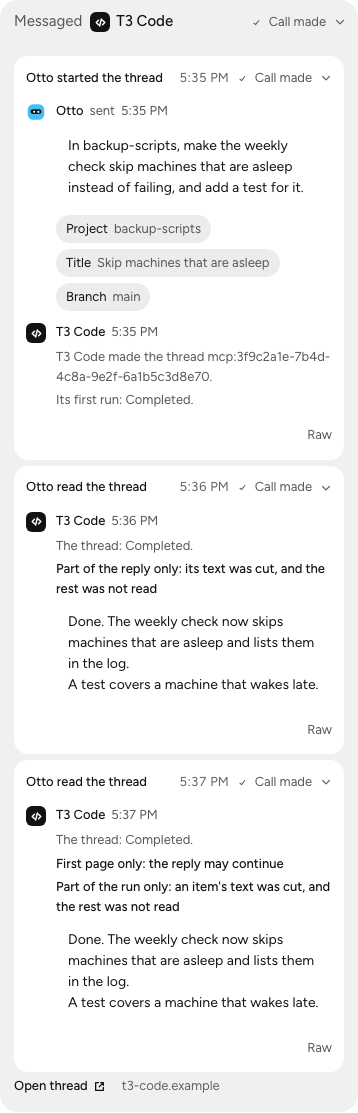 Messaged T3 Code Call made
Otto started the thread 5:35 PM Call made
Otto sent 5:35 PM
In backup-scripts, make the weekly
check skip machines that are asleep
instead of failing, and add a test for it.
Project backup-scripts
Title Skip machines that are asleep
Branch main
T3 Code 5:35 PM
T3 Code made the thread mcp:3f9c2a1e-7b4d-
4c8a-9e2f-6a1b5c3d8e70.
Its first run: Completed.
Raw
Otto read the thread 5:36 PM Call made
T3 Code 5:36 PM
The thread: Completed.
Part of the reply only: its text was cut, and the
rest was not read
Done. The weekly check now skips
machines that are asleep and lists them
in the log.
A test covers a machine that wakes late.
Raw
Otto read the thread 5:37 PM Call made
T3 Code 5:37 PM
The thread: Completed.
First page only: the reply may continue
Part of the run only: an item's text was cut, and
the rest was not read
Done. The weekly check now skips
machines that are asleep and lists them
in the log.
A test covers a machine that wakes late.
Raw
Open thread t3-code.example